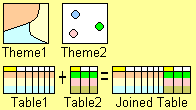 Theme1 Theme2
+ =
Table1 Table2 Joined Table